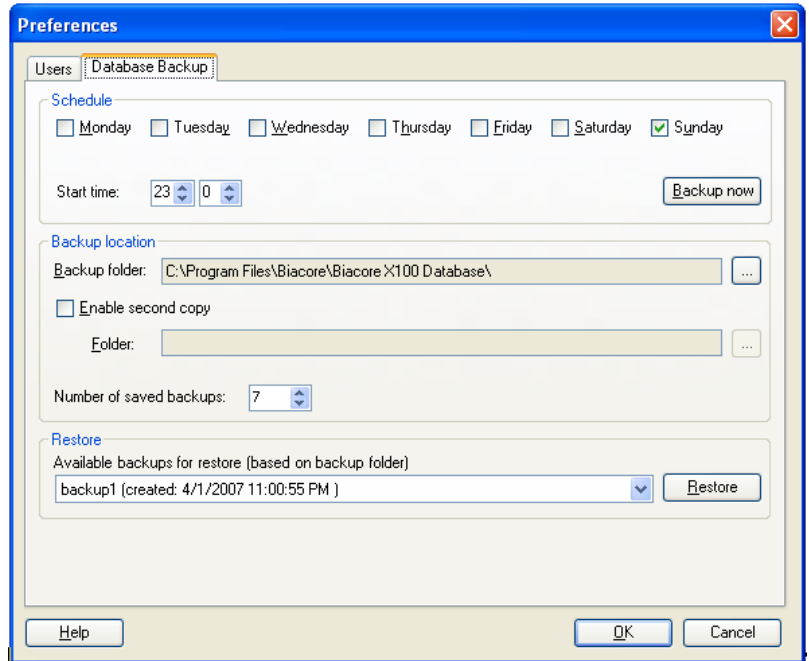 Preferences
Users Database Backup
Schedule
Monday Tuesday Wednesday Thursday Friday Saturday Sunday
Start time: 23 0 Backup now
Backup location
Backup folder: C:\Program Files\Biacore\Biacore X100 Database\ ...
Enable second copy
Folder: ...
Number of saved backups: 7
Restore
Available backups for restore (based on backup folder)
backup1 (created: 4/1/2007 11:00:55 PM ) Restore
Help OK Cancel